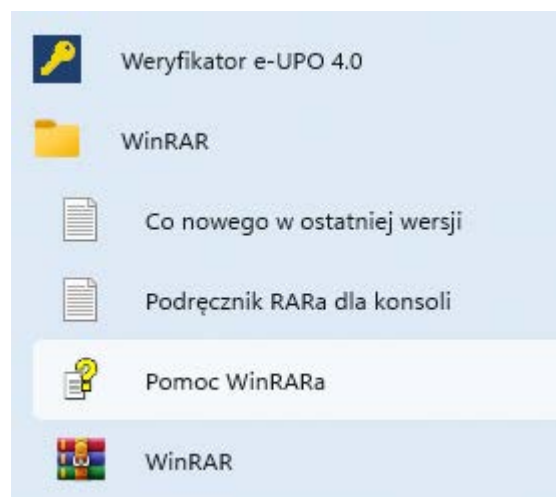 Weryfikator e-UPO 4.0
WinRAR
Co nowego w ostatniej wersji
Podręcznik RARa dla konsoli
Pomoc WinRARa
WinRAR